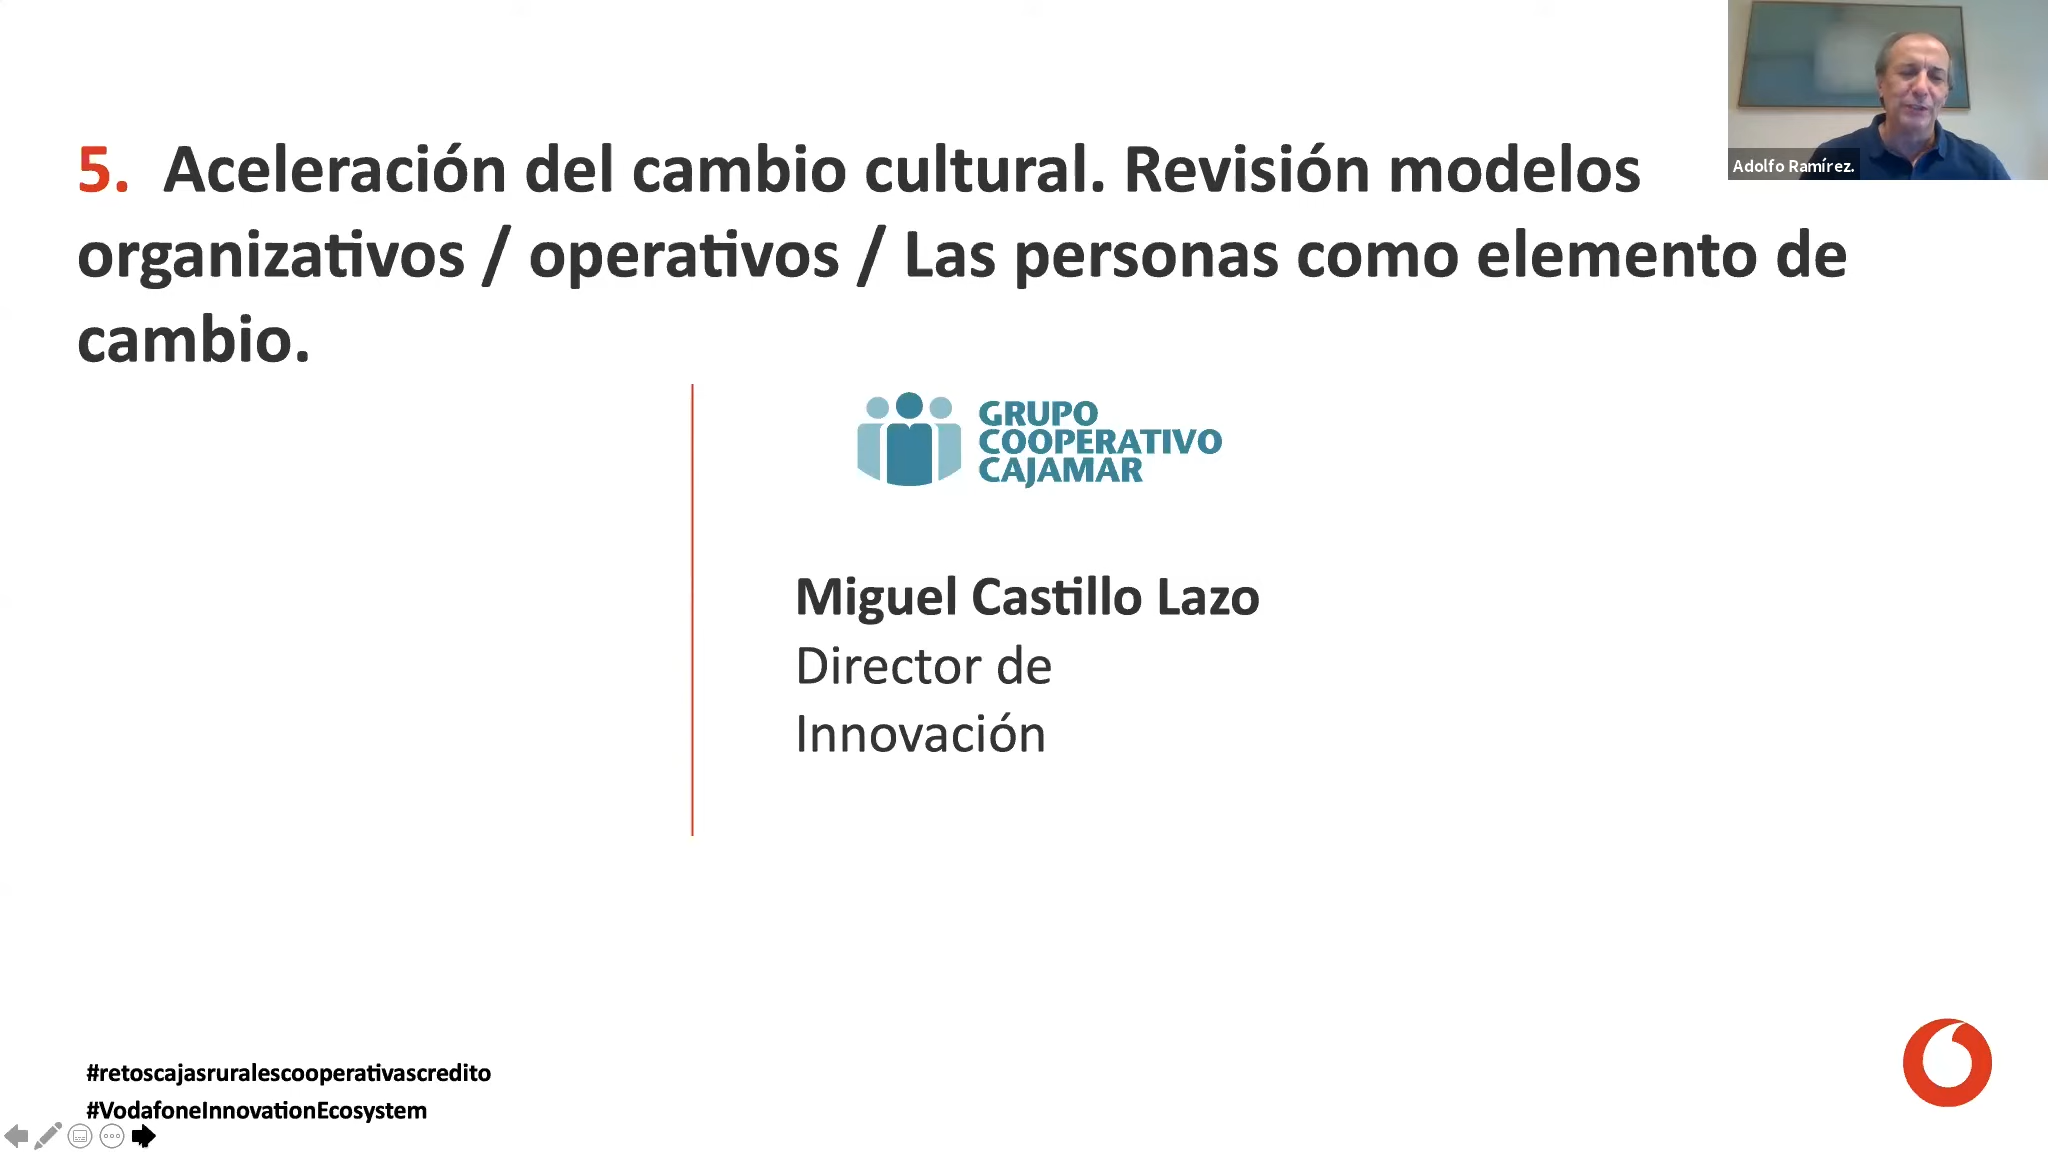 5. Aceleración del cambio cultural. Revisión modelos
organizativos / operativos / Las personas como elemento de
cambio.
Adolfo Ramírez.
GRUPO
COOPERATIVO
CAJAMAR
Miguel Castillo Lazo
Director de
Innovación
#retoscajasruralescooperativascredito
#VodafoneInnovationEcosystem